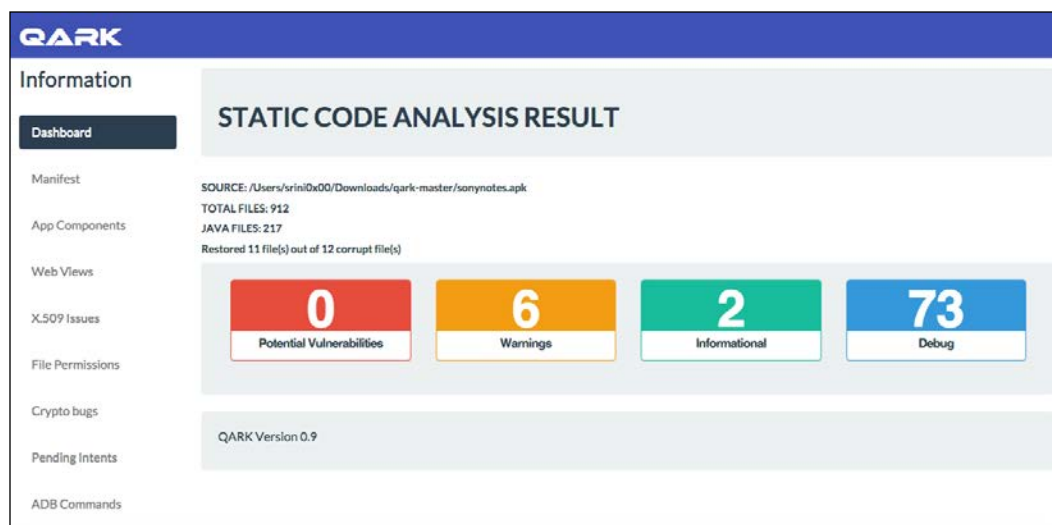 QARK
Information
Dashboard
Manifest
App Components
Web Views
X.509 Issues
File Permissions
Crypto bugs
Pending Intents
ADB Commands
STATIC CODE ANALYSIS RESULT
SOURCE: /Users/srini0x00/Downloads/qark-master/sonynotes.apk
TOTAL FILES: 912
JAVA FILES: 217
Restored 11 file(s) out of 12 corrupt file(s)
0
Potential Vulnerabilities
6
Warnings
2
Informational
73
Debug
QARK Version 0.9